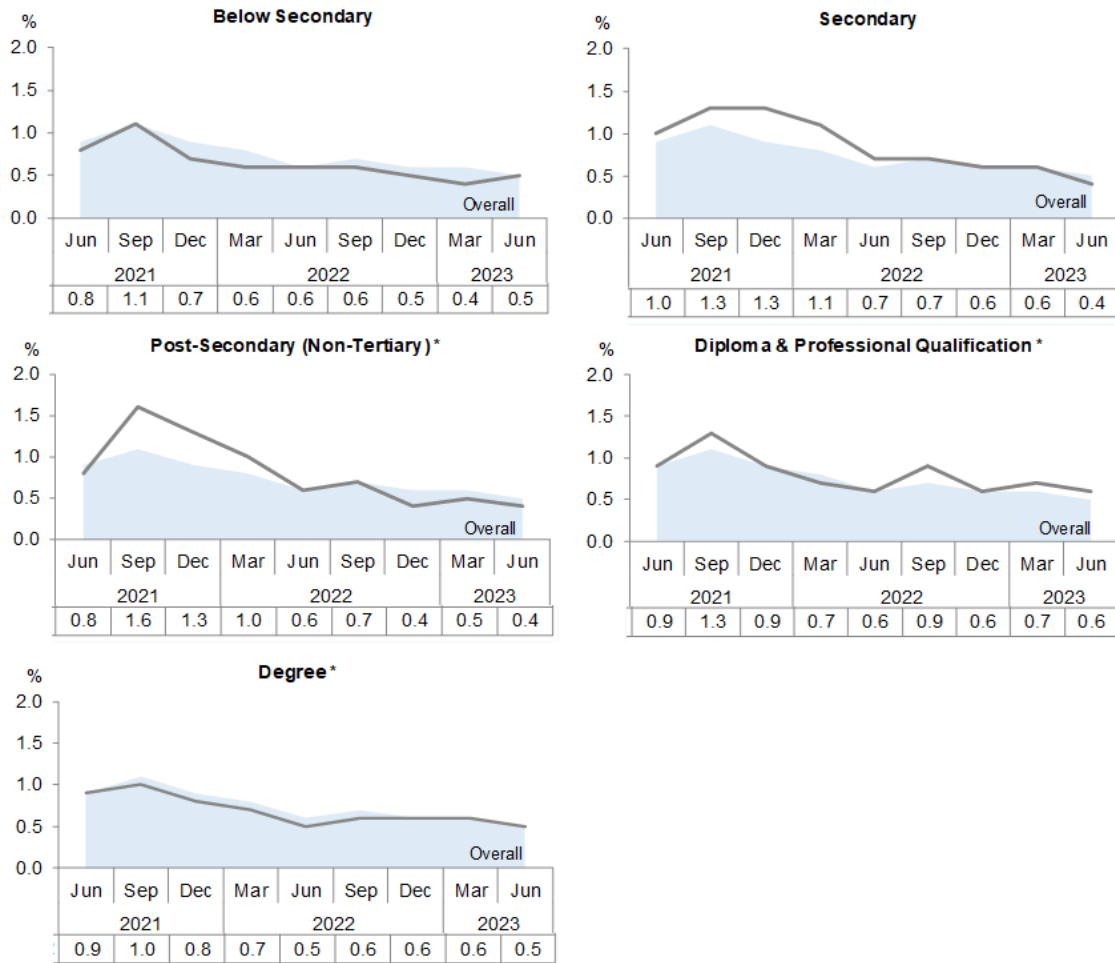 Below Secondary
%
2.0
1.5
1.0
0.5
0.0
Overall
Jun Sep Dec Mar Jun Sep Dec Mar Jun
2021 2022 2023
0.8 1.1 0.7 0.6 0.6 0.6 0.5 0.4 0.5
Secondary
%
2.0
1.5
1.0
0.5
0.0
Overall
Jun Sep Dec Mar Jun Sep Dec Mar Jun
2021 2022 2023
1.0 1.3 1.3 1.1 0.7 0.7 0.6 0.6 0.4
Post-Secondary (Non-Tertiary)*
%
2.0
1.5
1.0
0.5
0.0
Overall
Jun Sep Dec Mar Jun Sep Dec Mar Jun
2021 2022 2023
0.8 1.6 1.3 1.0 0.6 0.7 0.4 0.5 0.4
Diploma & Professional Qualification *
%
2.0
1.5
1.0
0.5
0.0
Overall
Jun Sep Dec Mar Jun Sep Dec Mar Jun
2021 2022 2023
0.9 1.3 0.9 0.7 0.6 0.9 0.6 0.7 0.6
Degree *
%
2.0
1.5
1.0
0.5
0.0
Overall
Jun Sep Dec Mar Jun Sep Dec Mar Jun
2021 2022 2023
0.9 1.0 0.8 0.7 0.5 0.6 0.6 0.6 0.5